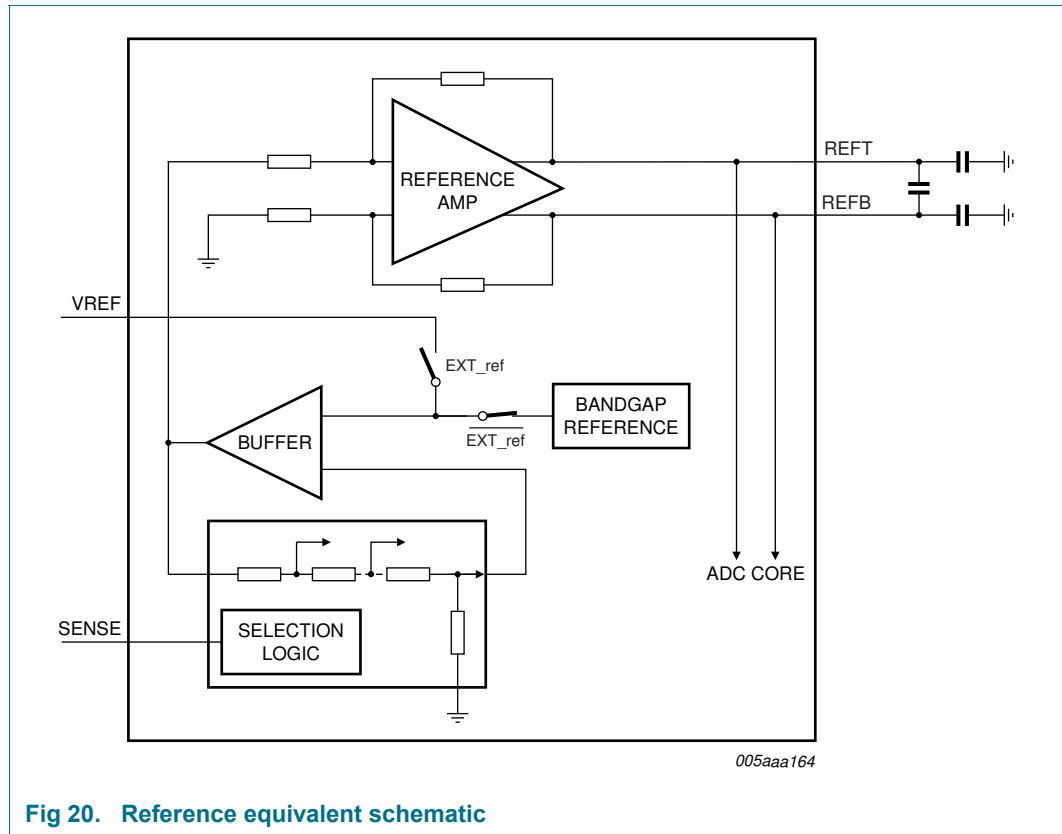 REFERENCE
AMP
REFT
REFB
VREF
EXT_ref
EXT_ref
BANDGAP
REFERENCE
BUFFER
ADC CORE
SENSE
SELECTION
LOGIC
005aaa164
Fig 20. Reference equivalent schematic